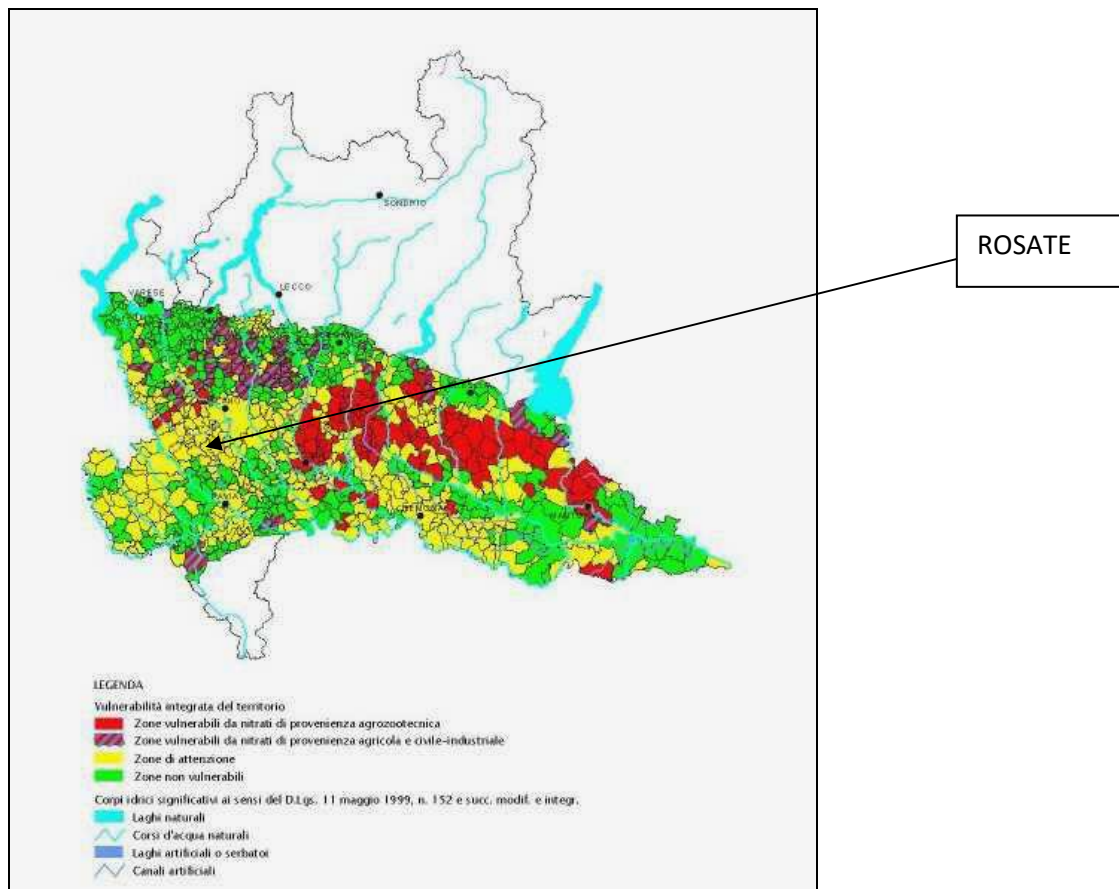 SONDRIO
ROSATE
LECCO
VARESE
PAVIA
CREMONA
LEGENDA
Vulnerabilità integrata del territorio
Zone vulnerabili da nitrati di provenienza agrozootecnica
Zone vulnerabili da nitrati di provenienza agricola e civile-industriale
Zone di attenzione
Zone non vulnerabili
Corpi idrici significativi ai sensi del D.Lgs. 11 maggio 1999, n. 152 e succ. modif. e integr.
Laghi naturali
Corsi d'acqua naturali
Laghi artificiali o serbatoi
Canali artificiali